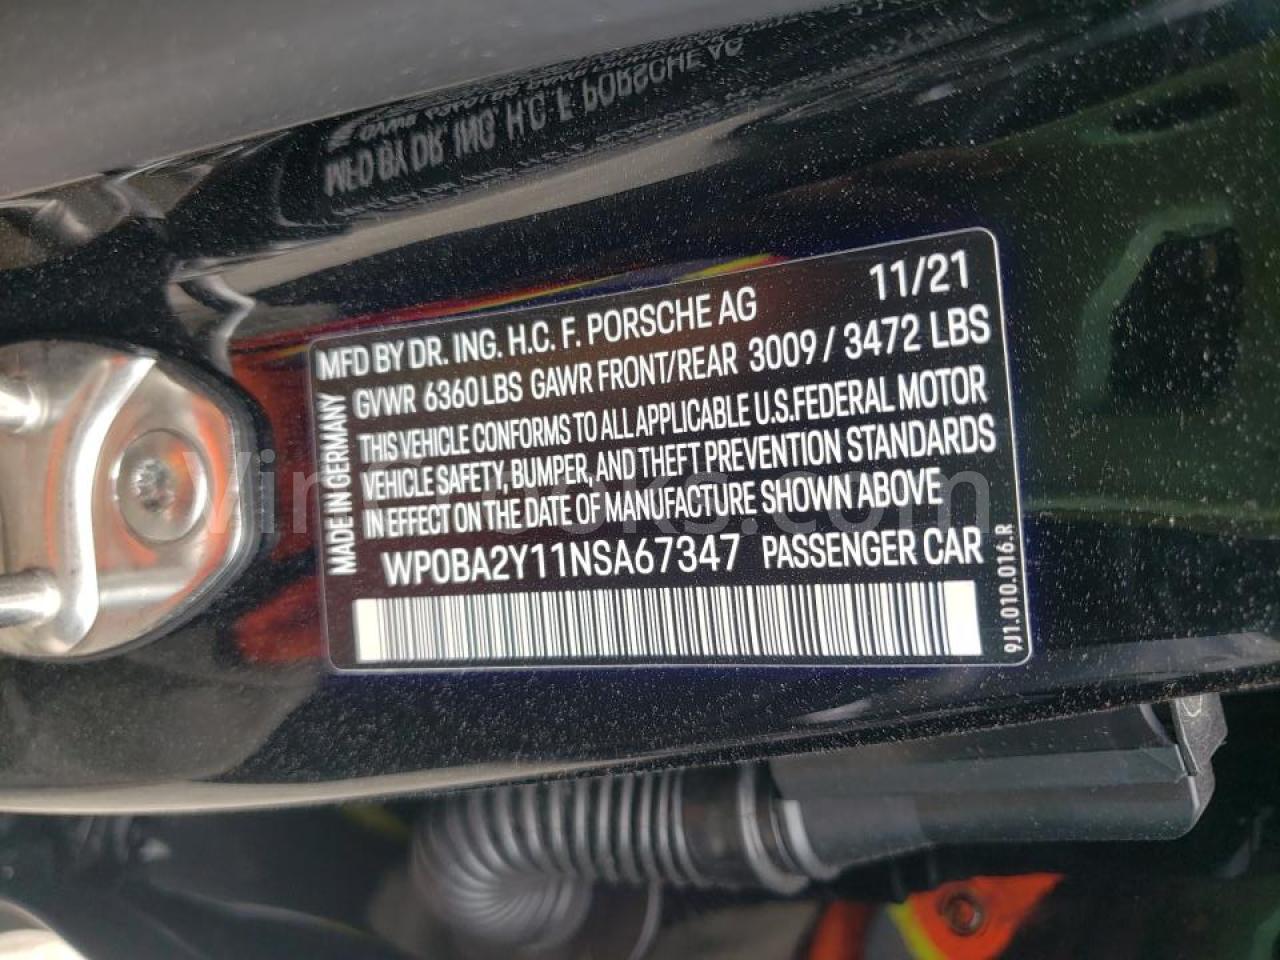 MFD BY DR. ING. H.C. F. PORSCHE AG 11/21
GVWR 6360 LBS GAWR FRONT/REAR 3009 / 3472 LBS
THIS VEHICLE CONFORMS TO ALL APPLICABLE U.S.FEDERAL MOTOR
VEHICLE SAFETY, BUMPER, AND THEFT PREVENTION STANDARDS
IN EFFECT ON THE DATE OF MANUFACTURE SHOWN ABOVE
WP0BA2Y11NSA67347 PASSENGER CAR
MADE IN GERMANY
9J1.010.016.R